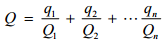 Q = q₁/Q₁ + q₂/Q₂ + ⋯ qₙ/Qₙ